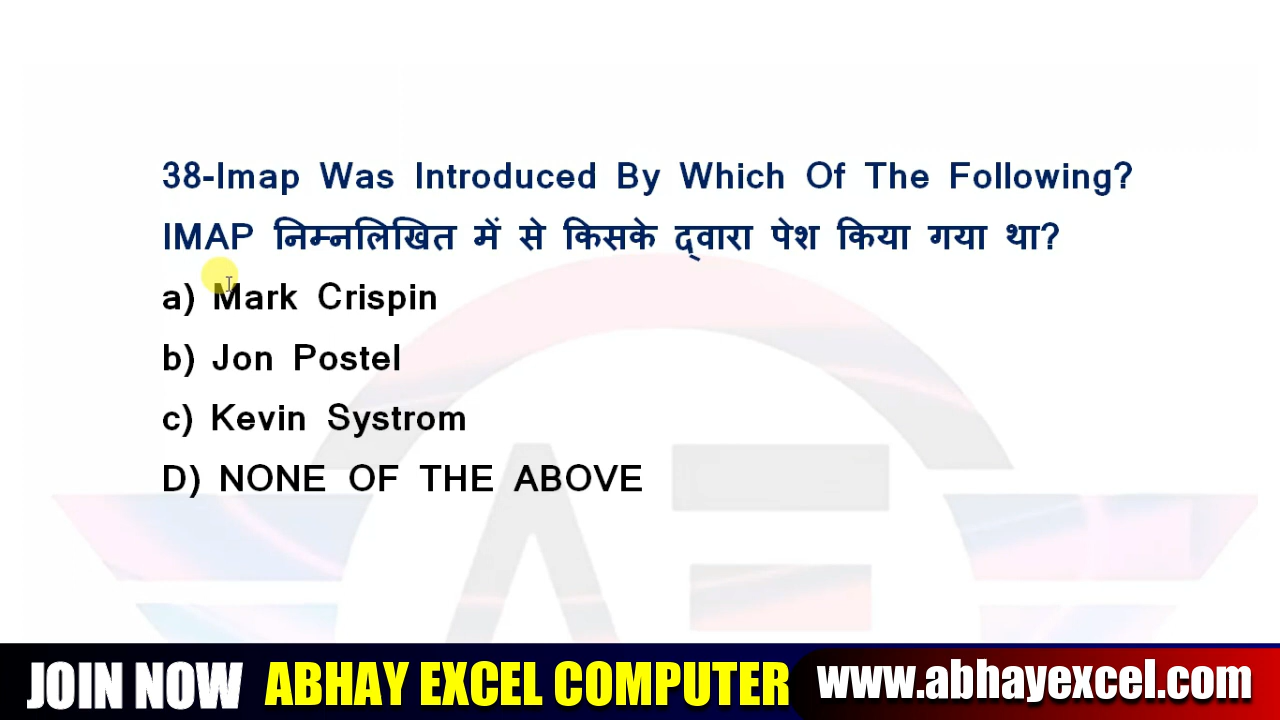 38-Imap Was Introduced By Which Of The Following?
IMAP निम्नलिखित में से किसके द्वारा पेश किया गया था?
a) Mark Crispin
b) Jon Postel
c) Kevin Systrom
D) NONE OF THE ABOVE
JOIN NOW ABHAY EXCEL COMPUTER www.abhayexcel.com